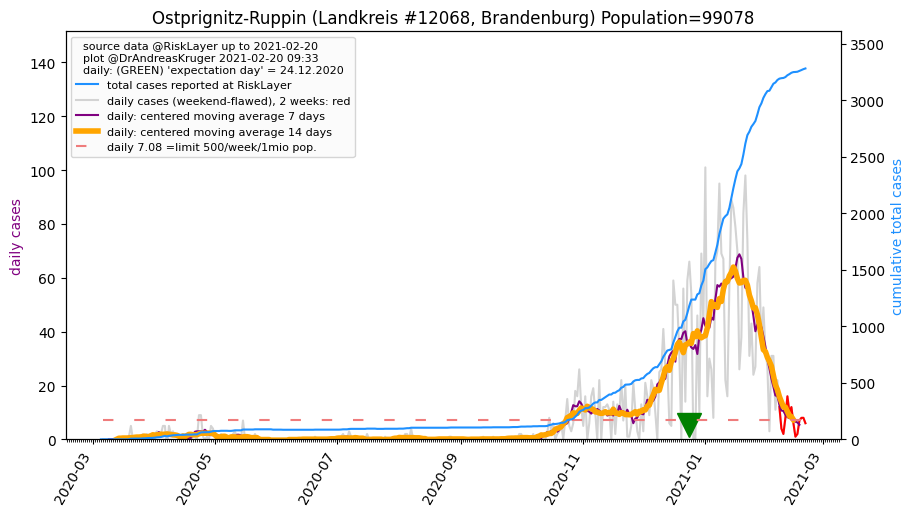 Ostprignitz-Ruppin (Landkreis #12068, Brandenburg) Population=99078
source data @RiskLayer up to 2021-02-20
plot @DrAndreasKruger 2021-02-20 09:33
daily: (GREEN) 'expectation day' = 24.12.2020
total cases reported at RiskLayer
daily cases (weekend-flawed), 2 weeks: red
daily: centered moving average 7 days
daily: centered moving average 14 days
daily 7.08 =limit 500/week/1mio pop.
daily cases
140
120
100
80
60
40
20
0
cumulative total cases
3500
3000
2500
2000
1500
1000
500
0
2020-03
2020-05
2020-07
2020-09
2020-11
2021-01
2021-03